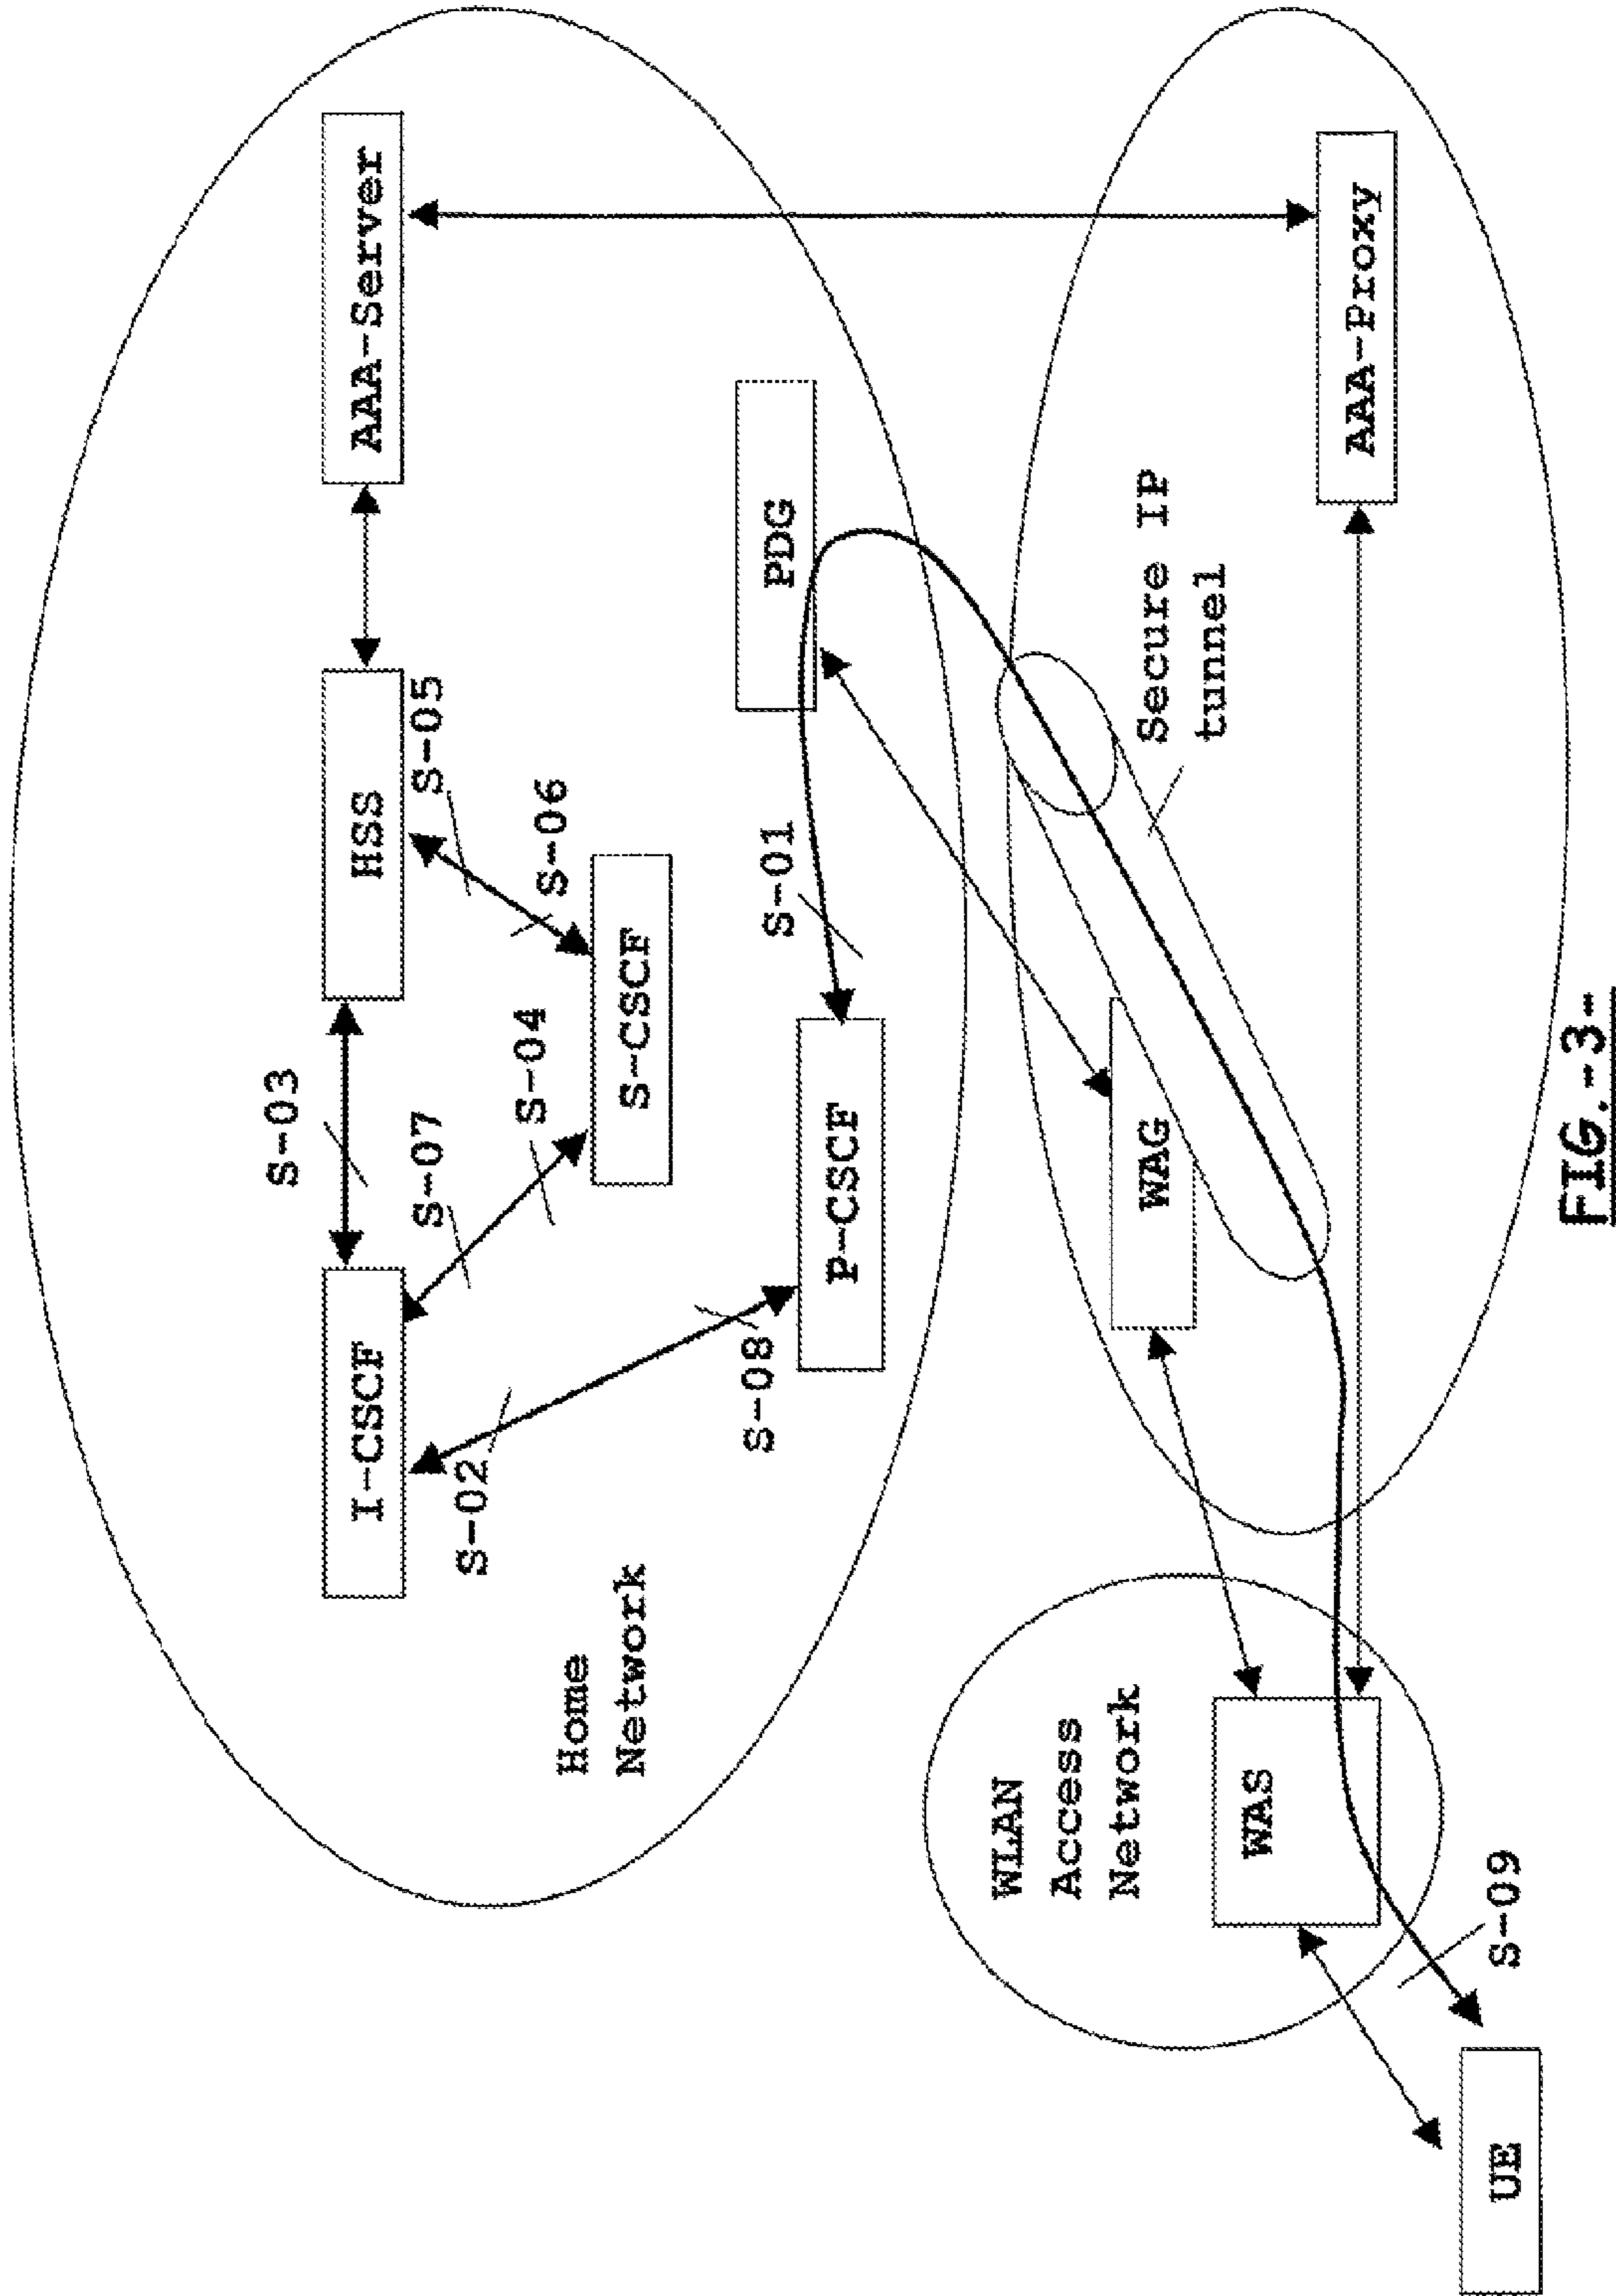 S-03
I-CSCF
HSS
AAA-Server
S-07
S-05
S-02
S-04
S-06
S-CSCF
Home
Network
S-08
S-01
PDG
P-CSCF
WLAN
Access
Network
WAG
Secure IP
tunnel
WAS
AAA-Proxy
S-09
UE
FIG.-3-